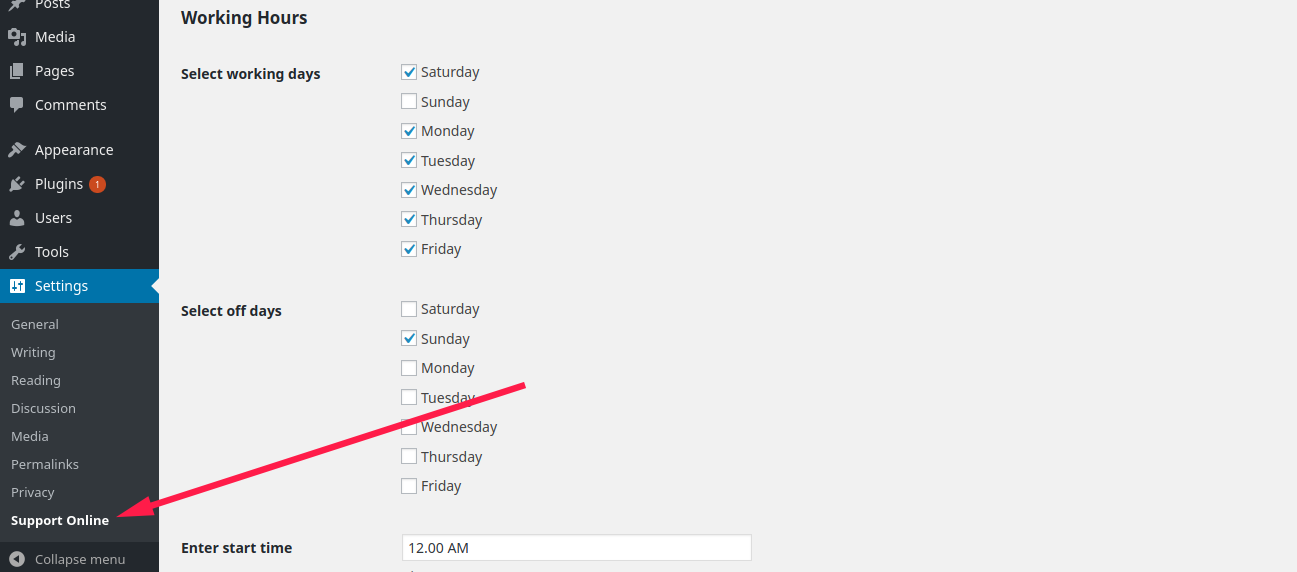 Posts
Media
Pages
Comments
Appearance
Plugins 1
Users
Tools
Settings
General
Writing
Reading
Discussion
Media
Permalinks
Privacy
Support Online
Collapse menu
Working Hours
Select working days
Saturday
Sunday
Monday
Tuesday
Wednesday
Thursday
Friday
Select off days
Saturday
Sunday
Monday
Tuesday
Wednesday
Thursday
Friday
Enter start time
12.00 AM